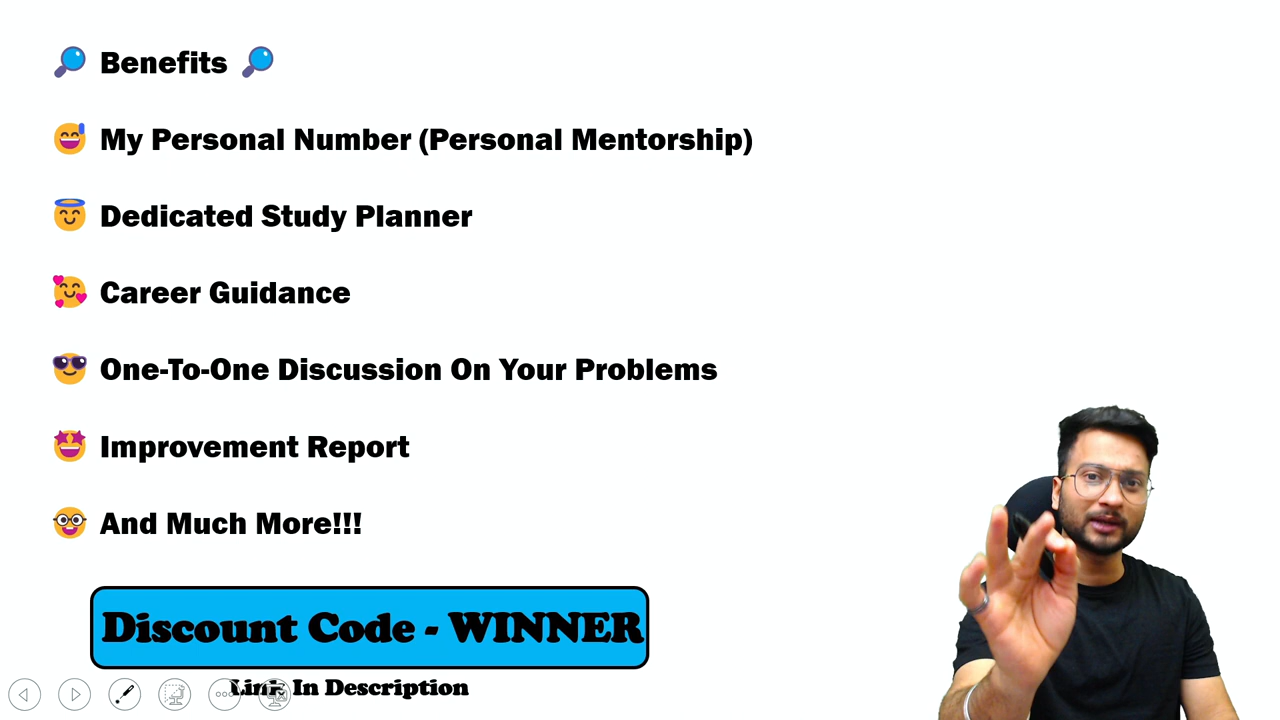 Benefits
My Personal Number (Personal Mentorship)
Dedicated Study Planner
Career Guidance
One-To-One Discussion On Your Problems
Improvement Report
And Much More!!!
Discount Code - WINNER
Link In Description